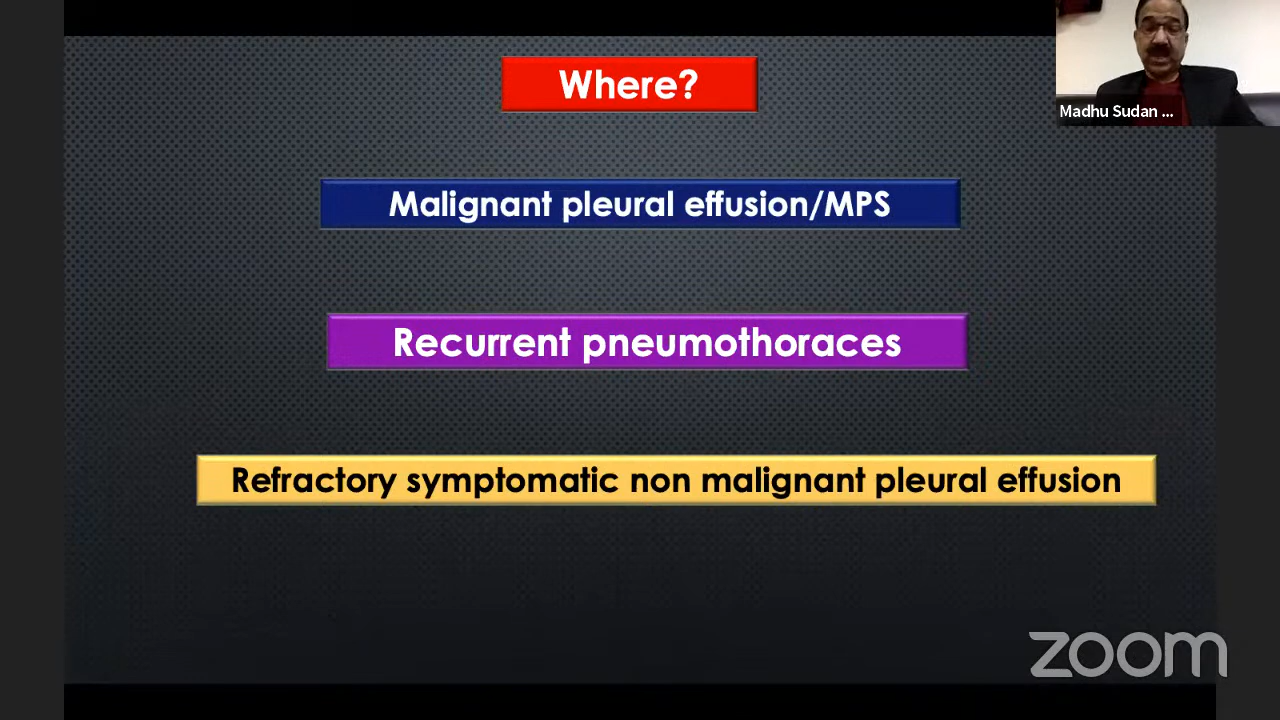 Where?
Madhu Sudan ...
Malignant pleural effusion/MPS
Recurrent pneumothoraces
Refractory symptomatic non malignant pleural effusion
zoom